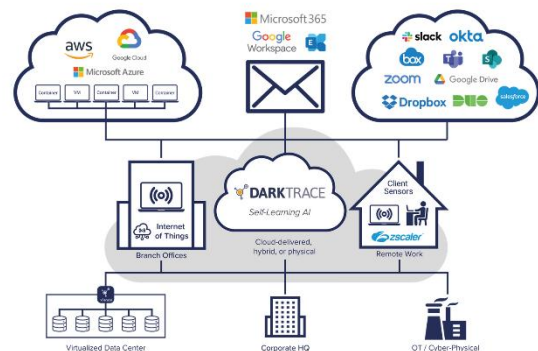 aws
Google Cloud
Microsoft Azure
Container
VM
Container
VM
Container
Microsoft 365
Google
Workspace
slack
okta
box
zoom
Google Drive
Dropbox
DUO
salesforce
Internet
of Things
Branch Offices
DARKTRACE
Self-Learning AI
Cloud-delivered,
hybrid, or physical
Client
Sensors
zscaler
Remote Work
Virtualized Data Center
Corporate HQ
OT / Cyber-Physical